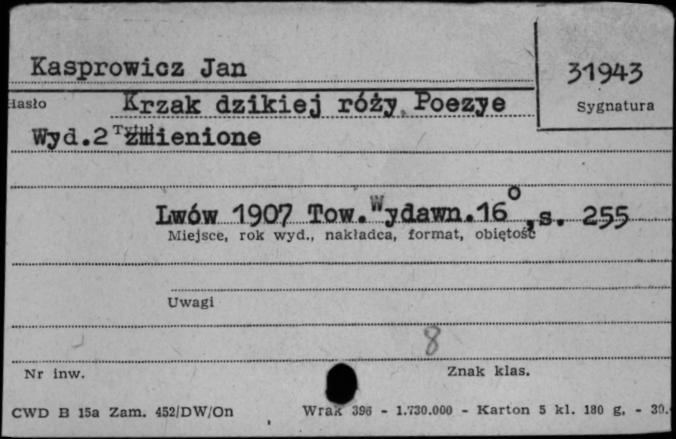 Kasprowicz Jan
31943
Hasło
Krzak dzikiej róży. Poezye
Sygnatura
Wyd.2 zmienione
Lwów 1907 Tow.Wydawn.16°,s. 255
Miejsce, rok wyd., nakładca, format, objętość
Uwagi
8
Nr inw.
Znak klas.
CWD B 15a Zam. 452/DW/On
Wrak 396 - 1.730.000 - Karton 5 kl. 180 g. - 30.